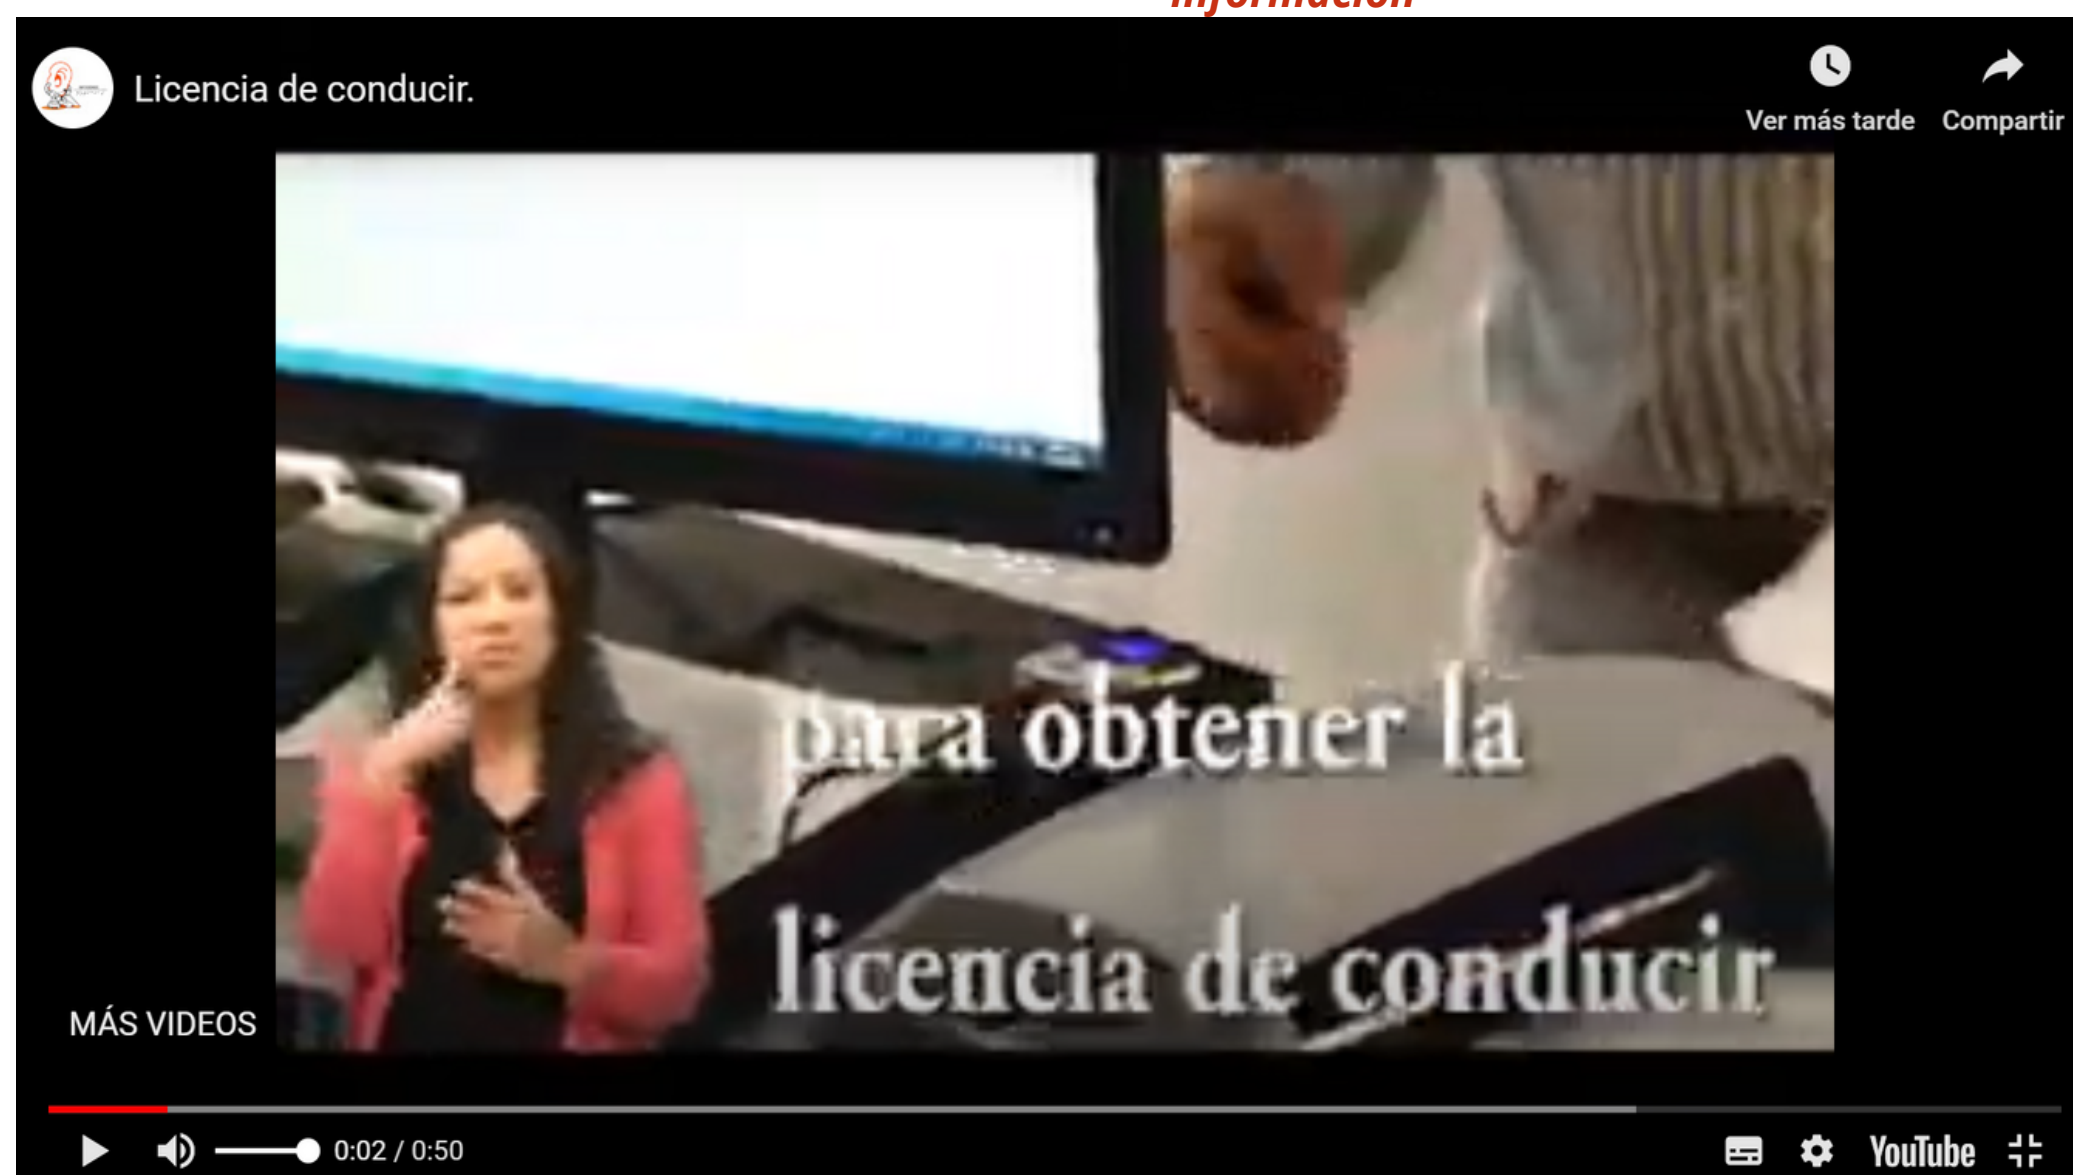 información
Licencia de conducir.
Ver más tarde
Compartir
para obtener la
licencia de conducir
MÁS VIDEOS
0:02 / 0:50
YouTube